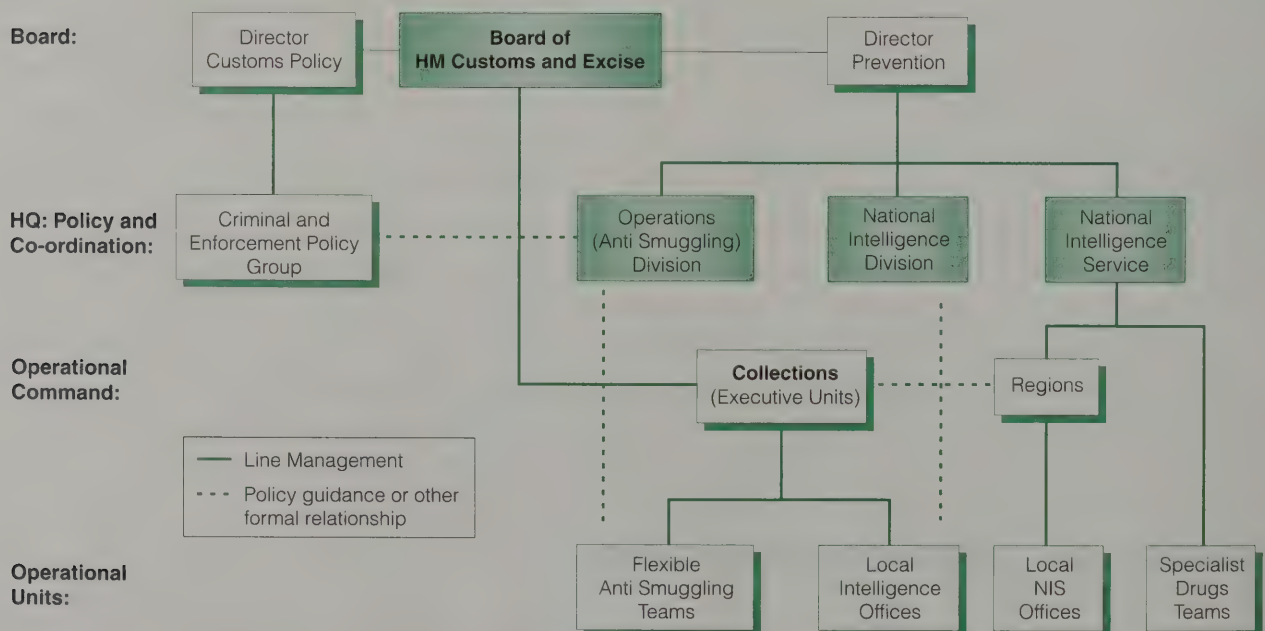 Board:
Director
Customs Policy
Board of
HM Customs and Excise
Director
Prevention
HQ: Policy and
Co-ordination:
Criminal and
Enforcement Policy
Group
Operations
(Anti Smuggling)
Division
National
Intelligence
Division
National
Intelligence
Service
Operational
Command:
Collections
(Executive Units)
Regions
Line Management
Policy guidance or other
formal relationship
Operational
Units:
Flexible
Anti Smuggling
Teams
Local
Intelligence
Offices
Local
NIS
Offices
Specialist
Drugs
Teams